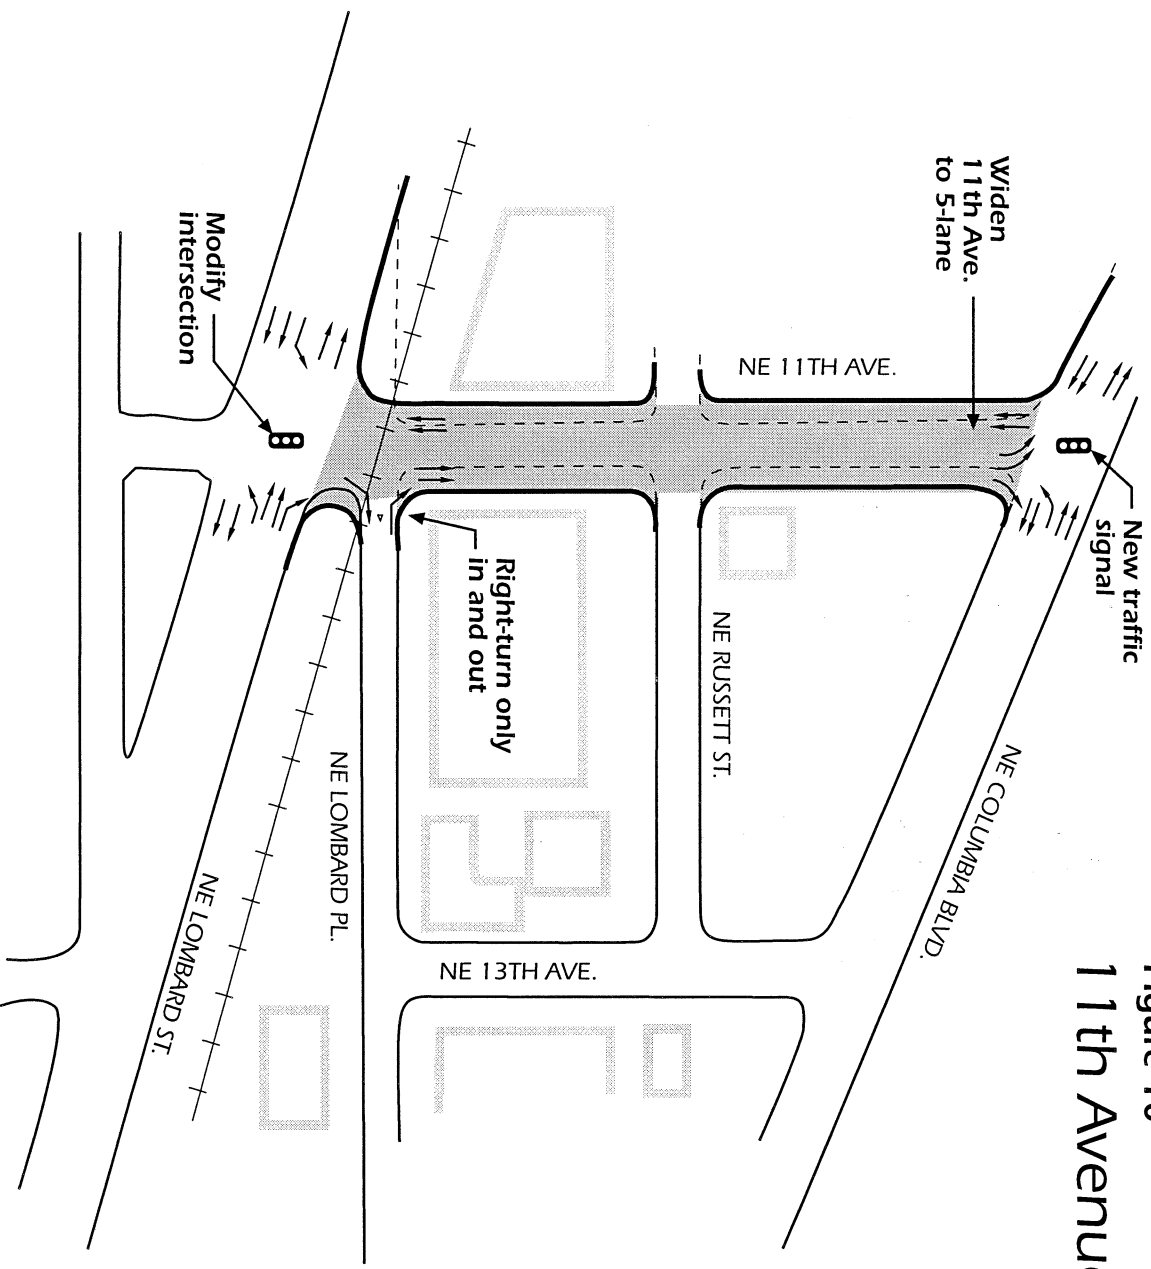 11th Avenue
Widen
11th Ave.
to 5-lane
New traffic
signal
NE 11TH AVE.
Modify
intersection
Right-turn only
in and out
NE RUSSETT ST.
NE COLUMBIA BLVD.
NE LOMBARD PL.
NE LOMBARD ST.
NE 13TH AVE.